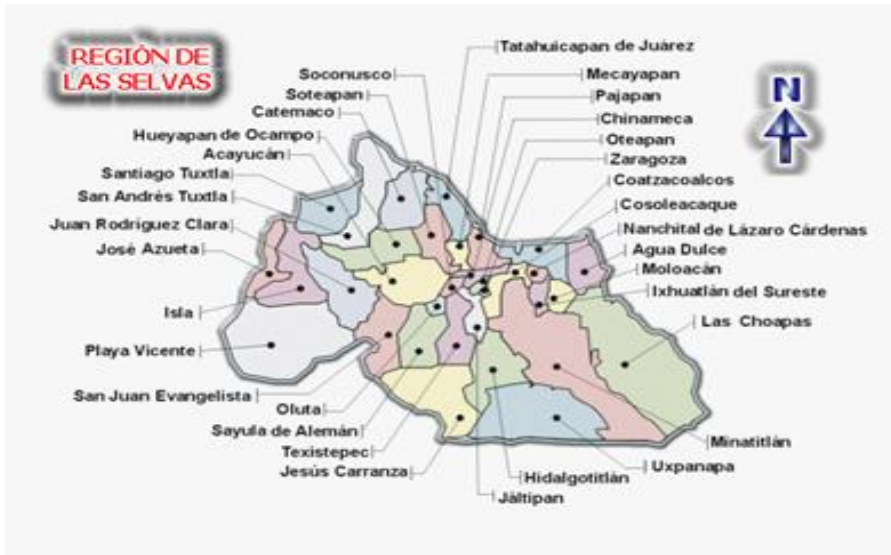 REGIÓN DE
LAS SELVAS
N
Tatahuicapan de Juárez
Soconusco
Mecayapan
Soteapan
Pajapan
Catemaco
Chinameca
Hueyapan de Ocampo
Oteapan
Acayucán
Zaragoza
Santiago Tuxtla
Coatzacoalcos
San Andrés Tuxtla
Cosoleacaque
Juan Rodríguez Clara
Nanchital de Lázaro Cárdenas
José Azueta
Agua Dulce
Moloacán
Isla
Ixhuatlán del Sureste
Las Choapas
Playa Vicente
San Juan Evangelista
Oluta
Sayula de Alemán
Minatitlán
Texistepec
Uxpanapa
Jesús Carranza
Hidalgotitlán
Jáltipan